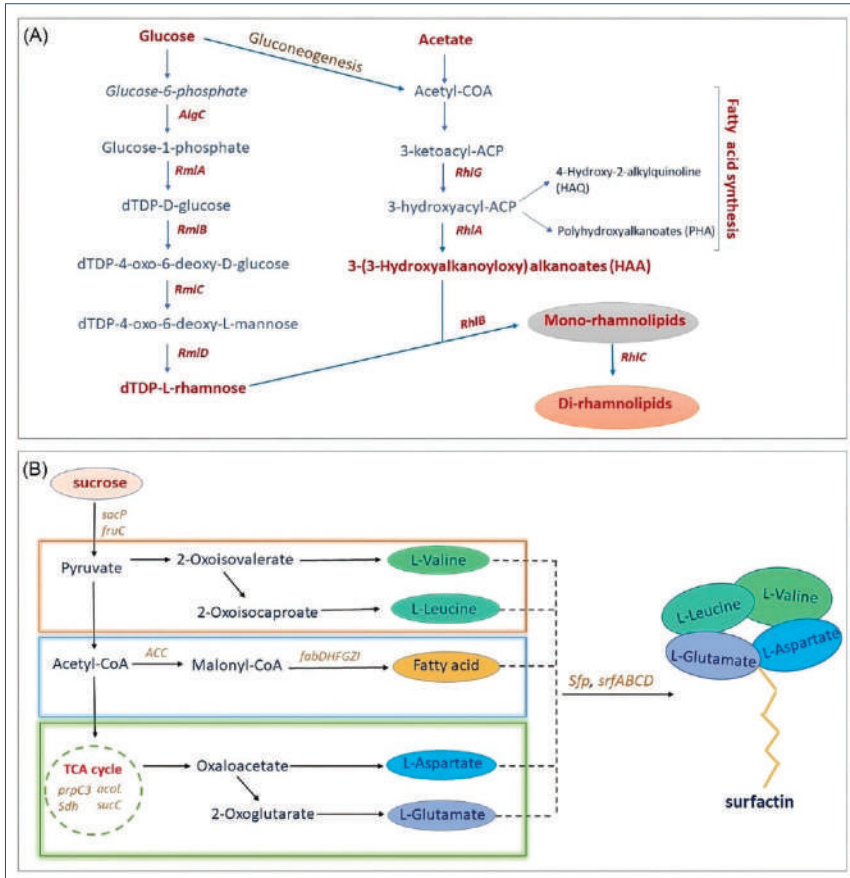 (A)
Glucose
Gluconeogenesis
Acetate
Glucose-6-phosphate
Acetyl-COA
AlgC
Glucose-1-phosphate
3-ketoacyl-ACP
RmlA
RhlG
4-Hydroxy-2-alkylquinoline
(HAQ)
dTDP-D-glucose
3-hydroxyacyl-ACP
RmlB
RhlA
Polyhydroxyalkanoates (PHA)
Fatty acid synthesis
dTDP-4-oxo-6-deoxy-D-glucose
3-(3-Hydroxyalkanoyloxy) alkanoates (HAA)
RmlC
dTDP-4-oxo-6-deoxy-L-mannose
RhlB
Mono-rhamnolipids
RmlD
RhlC
dTDP-L-rhamnose
Di-rhamnolipids
(B)
sucrose
sacP
fruC
Pyruvate
2-Oxoisovalerate
L-Valine
2-Oxoisocaproate
L-Leucine
Acetyl-CoA
ACC
Malonyl-CoA
fabDHFGZI
Fatty acid
TCA cycle
prpC3 acoL
Sdh sucC
Oxaloacetate
L-Aspartate
2-Oxoglutarate
L-Glutamate
Sfp, srfABCD
L-Leucine
L-Valine
L-Glutamate
L-Aspartate
surfactin